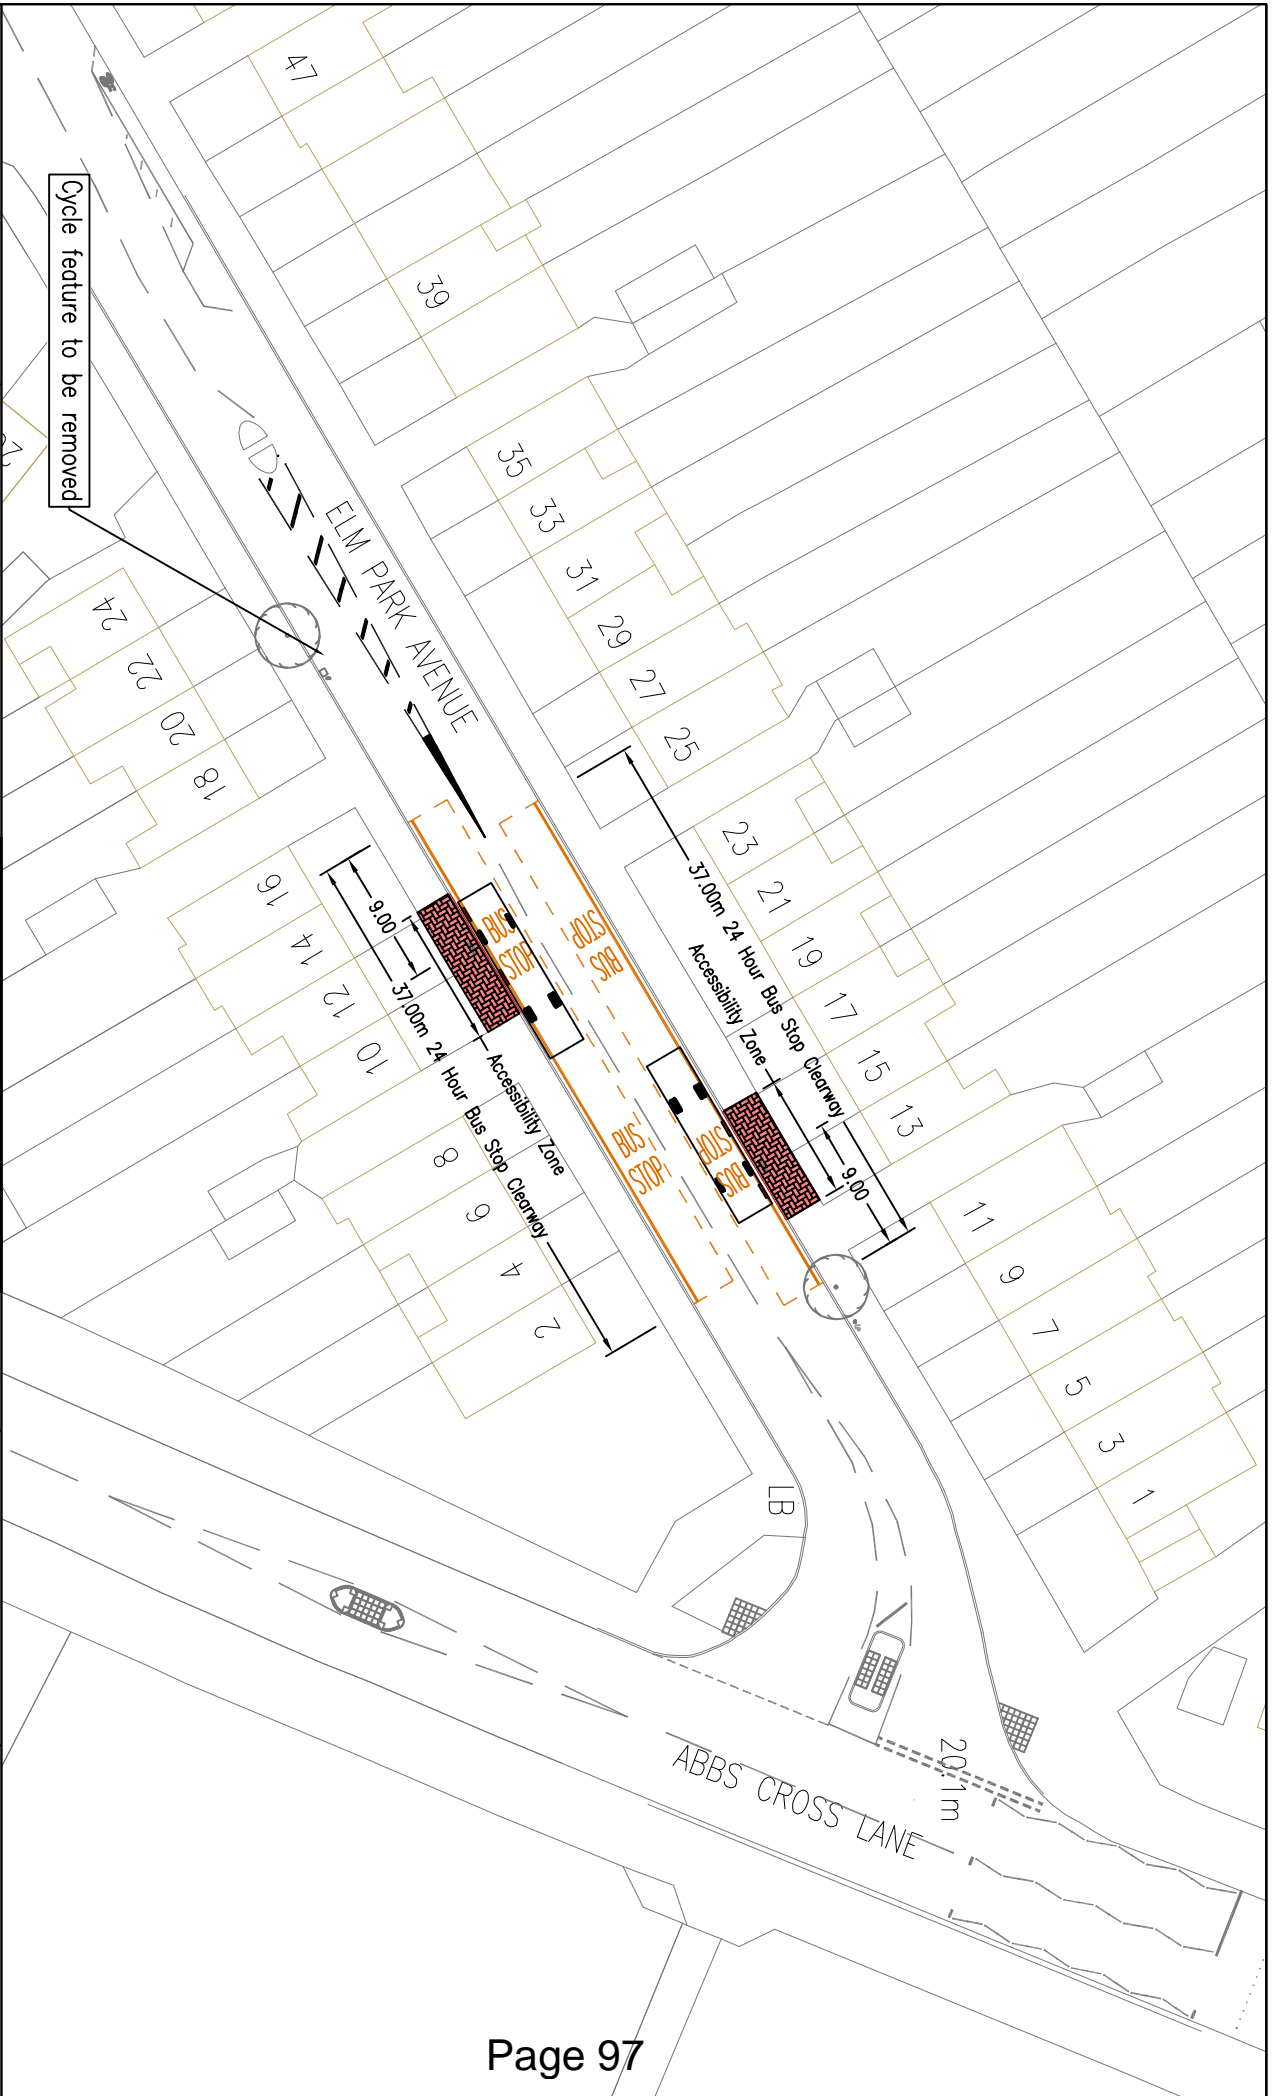 47
39
35
33
31
29
27
25
23
21
19
17
15
13
11
9
7
5
3
1
Cycle feature to be removed
ELM PARK AVENUE
37.00m 24 Hour Bus Stop Clearway
Accessibility Zone
9.00
BUS
STOP
BUS
STOP
BUS
STOP
BUS
STOP
9.00
37.00m 24 Hour Bus Stop Clearway
Accessibility Zone
24
22
20
18
16
14
12
10
8
6
4
2
LB
ABBS CROSS LANE
20.1m
Page 97